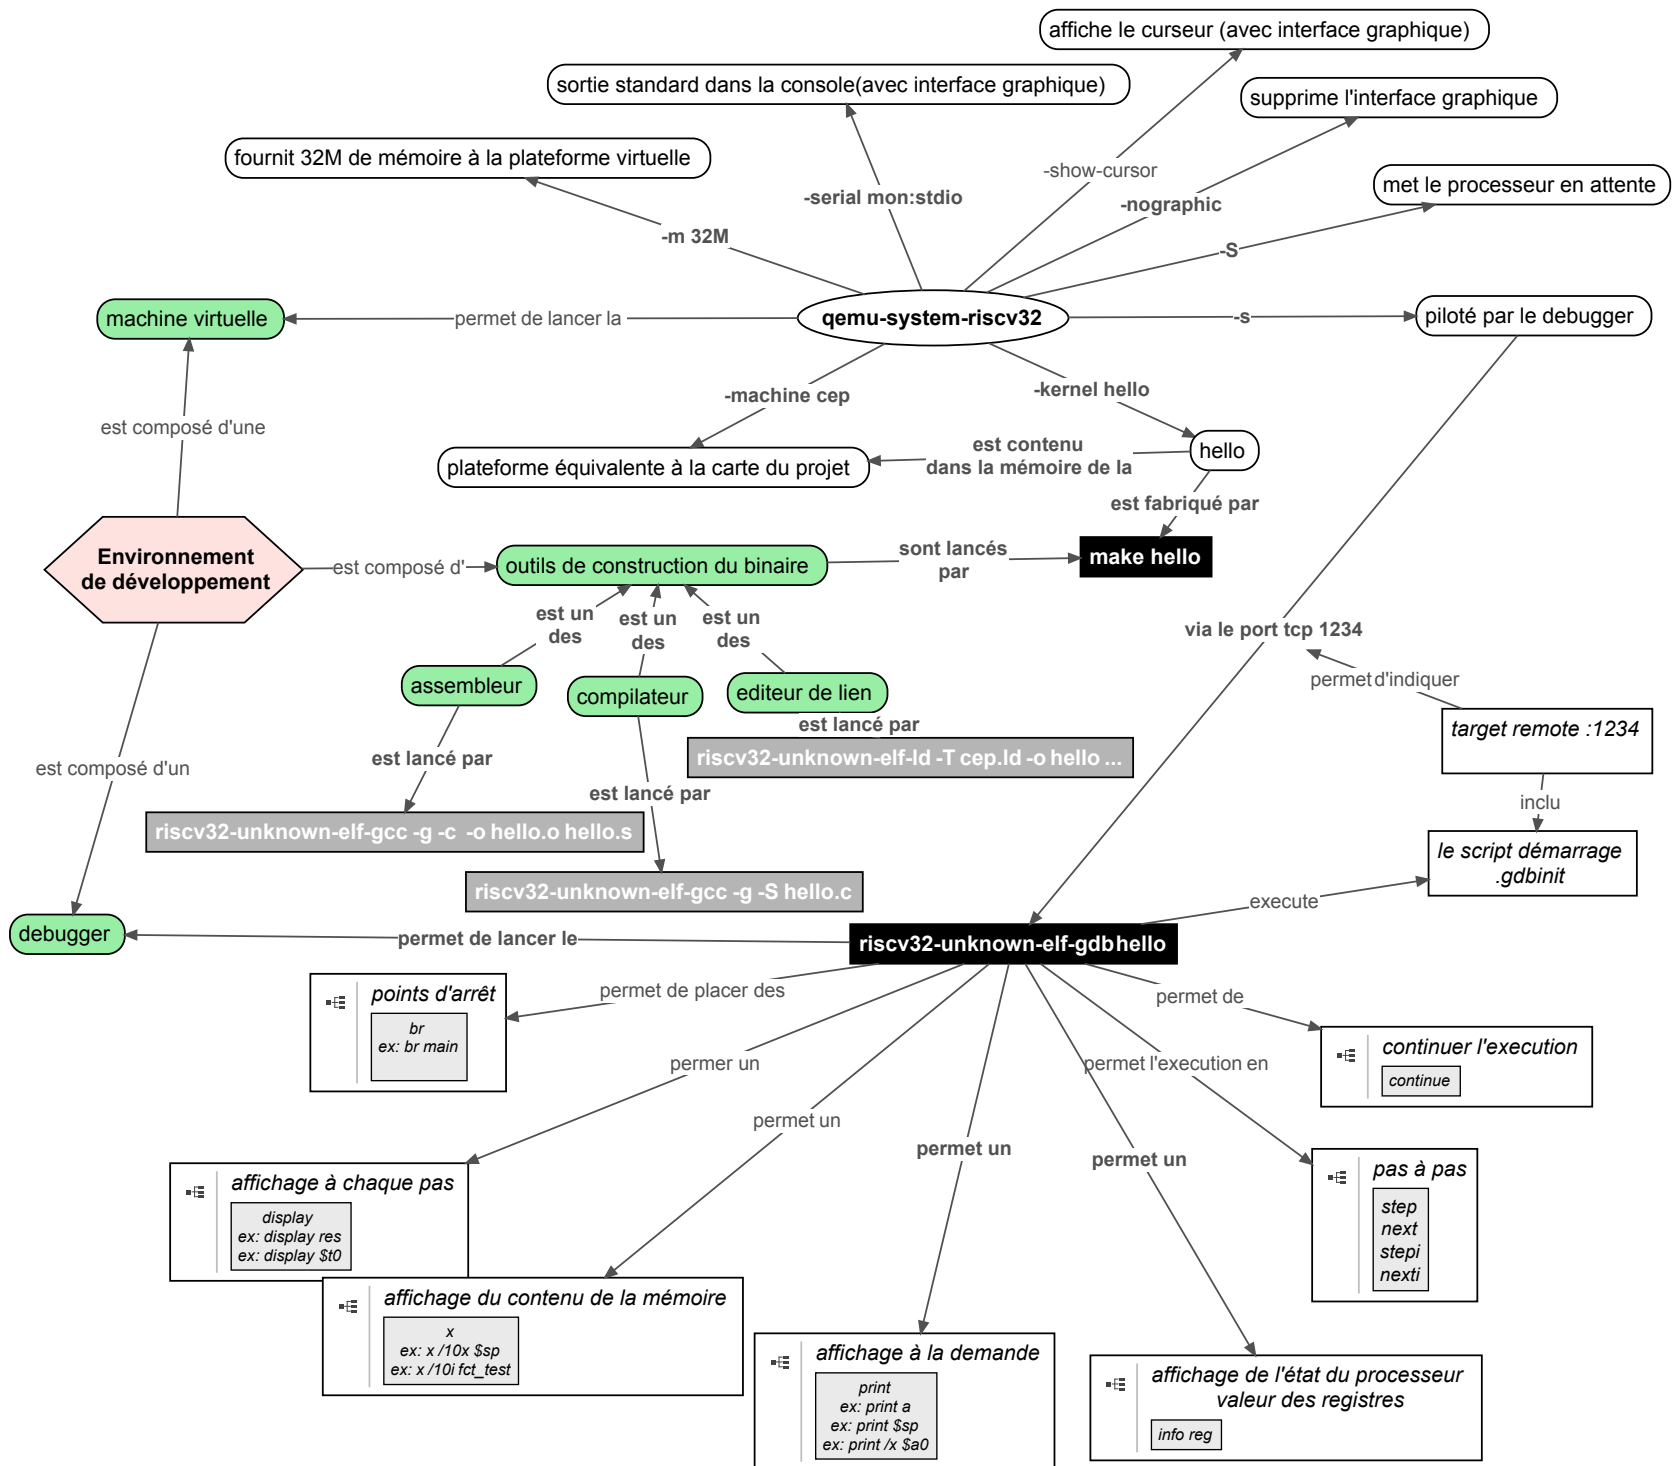 affiche le curseur (avec interface graphique)
sortie standard dans la console(avec interface graphique)
supprime l'interface graphique
fournit 32M de mémoire à la plateforme virtuelle
-show-cursor
met le processeur en attente
-serial mon:stdio
-nographic
-m 32M
-S
machine virtuelle
permet de lancer la
qemu-system-riscv32
-s
piloté par le debugger
-machine cep
-kernel hello
est composé d'une
plateforme équivalente à la carte du projet
est contenu
dans la mémoire de la
hello
est fabriqué par
Environnement
de développement
est composé d'
outils de construction du binaire
sont lancés
par
make hello
est un
des
est un
des
est un
des
via le port tcp 1234
assembleur
compilateur
editeur de lien
permet d'indiquer
est lancé par
target remote :1234
est composé d'un
est lancé par
riscv32-unknown-elf-ld -T cep.ld -o hello ...
est lancé par
inclu
riscv32-unknown-elf-gcc -g -c -o hello.o hello.s
le script démarrage
.gdbinit
riscv32-unknown-elf-gcc -g -S hello.c
execute
debugger
permet de lancer le
riscv32-unknown-elf-gdbhello
points d'arrêt
br
ex: br main
permet de placer des
permet de
permer un
permet l'execution en
continuer l'execution
continue
permet un
permet un
permet un
affichage à chaque pas
display
ex: display res
ex: display $t0
pas à pas
step
next
stepi
nexti
affichage du contenu de la mémoire
x
ex: x /10x $sp
ex: x /10i fct_test
affichage à la demande
print
ex: print a
ex: print $sp
ex: print /x $a0
affichage de l'état du processeur
valeur des registres
info reg